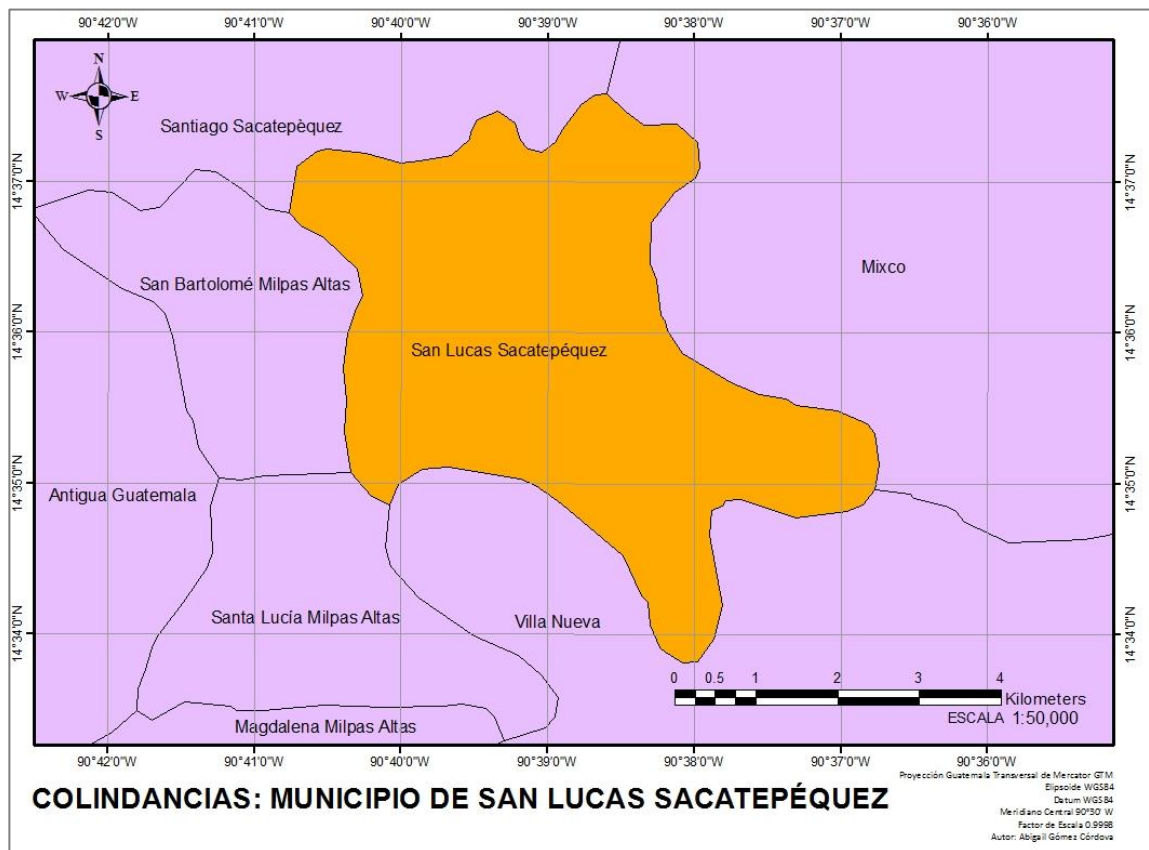 90°42'0"W 90°41'0"W 90°40'0"W 90°39'0"W 90°38'0"W 90°37'0"W 90°36'0"W
N
W E
S
Santiago Sacatepèquez
14°37'0"N 14°37'0"N
Mixco
San Bartolomé Milpas Altas
14°36'0"N 14°36'0"N
San Lucas Sacatepéquez
14°35'0"N 14°35'0"N
Antigua Guatemala
Santa Lucía Milpas Altas
Villa Nueva
14°34'0"N 14°34'0"N
0 0.5 1 2 3 4
Kilometers
ESCALA 1:50,000
Magdalena Milpas Altas
90°42'0"W 90°41'0"W 90°40'0"W 90°39'0"W 90°38'0"W 90°37'0"W 90°36'0"W
COLINDANCIAS: MUNICIPIO DE SAN LUCAS SACATEPÉQUEZ
Proyección Guatemala Transversal de Mercator GTM
Elipsoide WGS84
Datum WGS84
Meridiano Central 90°30' W
Factor de Escala 0.9998
Autor: Abigail Gómez Córdova